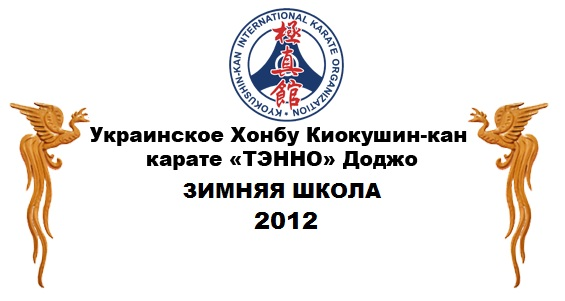 KYOKUSHIN-KAN INTERNATIONAL KARATE ORGANIZATION
極真館
Украинское Хонбу Киокушин-кан
карате «ТЭННО» Доджо
ЗИМНЯЯ ШКОЛА
2012